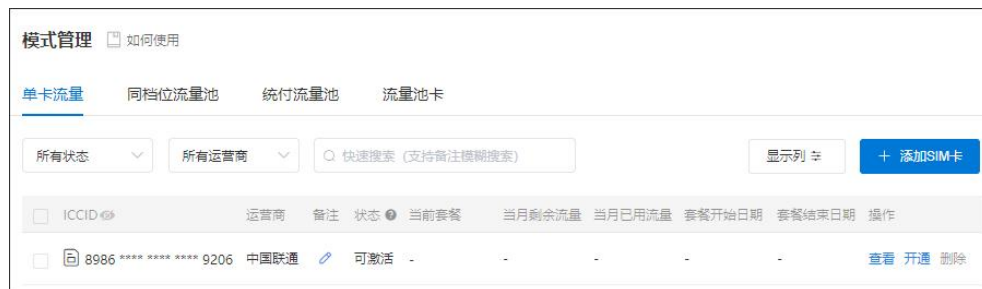 模式管理 如何使用
单卡流量 同档位流量池 统付流量池 流量池卡
所有状态 所有运营商 快速搜索 (支持备注模糊搜索) 显示列 + 添加SIM卡
ICCID 运营商 备注 状态 当前套餐 当月剩余流量 当月已用流量 套餐开始日期 套餐结束日期 操作
8986 **** **** **** 9206 中国联通 可激活 - - - - - 查看 开通 删除